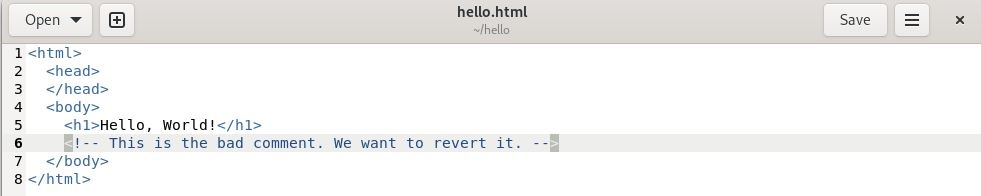 Open hello.html Save
~/hello
1 <html>
2   <head>
3   </head>
4   <body>
5     <h1>Hello, World!</h1>
6     <!-- This is the bad comment. We want to revert it. -->
7   </body>
8 </html>